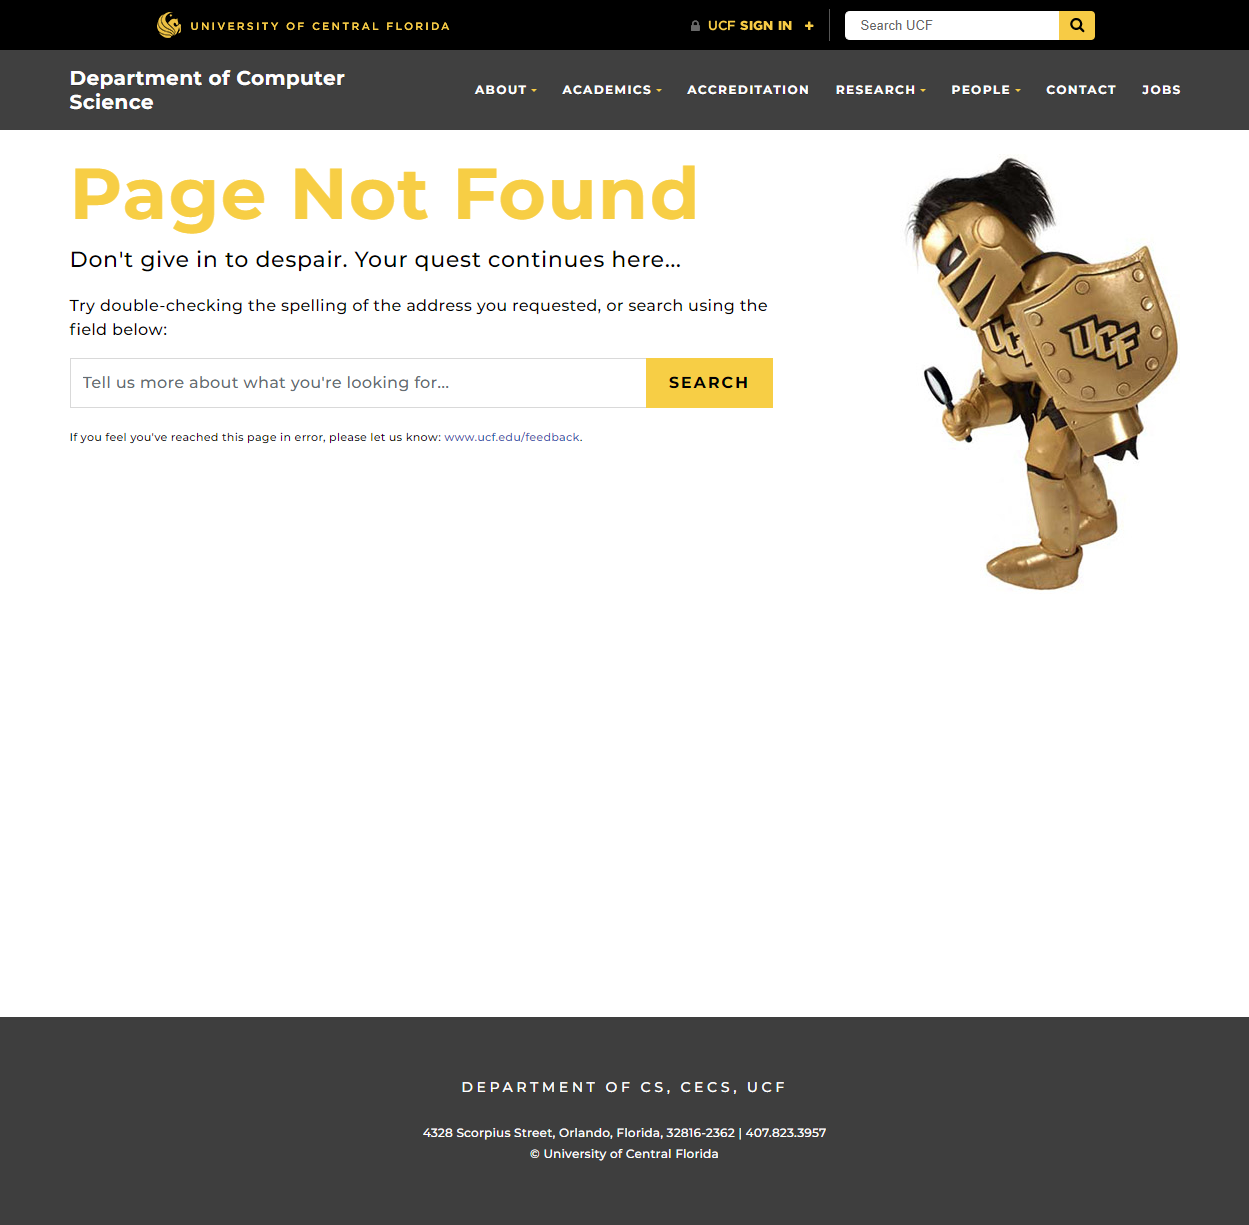 UNIVERSITY OF CENTRAL FLORIDA
UCF SIGN IN +
Search UCF
Department of Computer
Science
ABOUT
ACADEMICS
ACCREDITATION
RESEARCH
PEOPLE
CONTACT
JOBS
Page Not Found
Don't give in to despair. Your quest continues here...
Try double-checking the spelling of the address you requested, or search using the
field below:
Tell us more about what you're looking for...
SEARCH
If you feel you've reached this page in error, please let us know: www.ucf.edu/feedback.
UCF
UCF
DEPARTMENT OF CS, CECS, UCF
4328 Scorpius Street, Orlando, Florida, 32816-2362 | 407.823.3957
© University of Central Florida